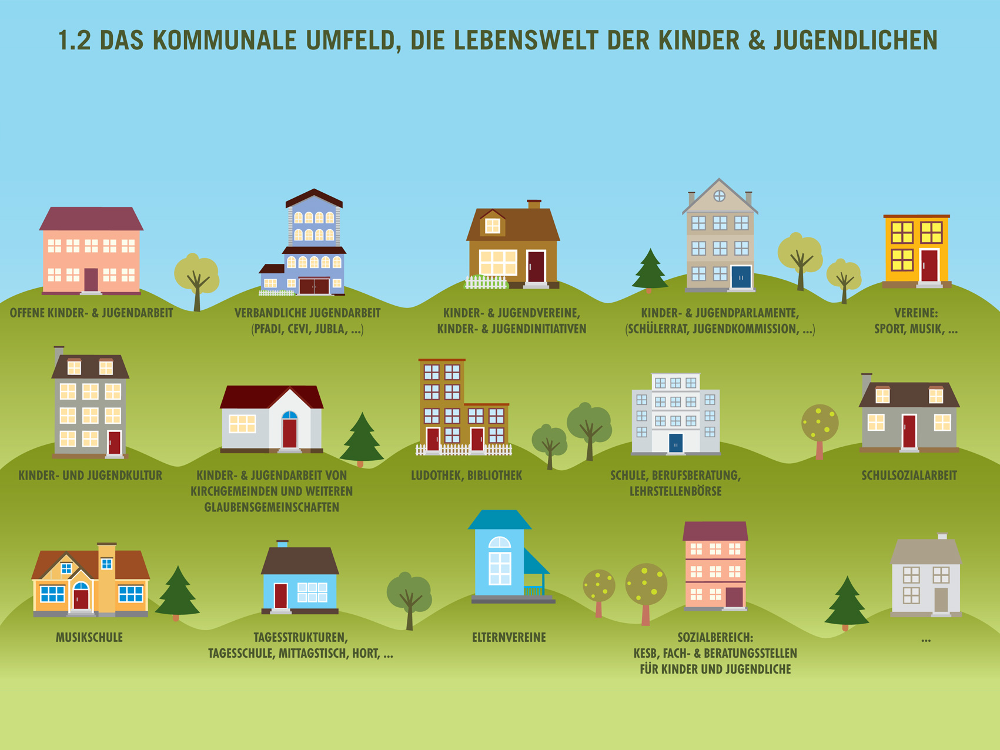 1.2 DAS KOMMUNALE UMFELD, DIE LEBENSWELT DER KINDER & JUGENDLICHEN
OFFENE KINDER- & JUGENDARBEIT
VERBANDLICHE JUGENDARBEIT
(PFADI, CEVI, JUBLA, ...)
KINDER- & JUGENDVEREINE,
KINDER- & JUGENDINITIATIVEN
KINDER- & JUGENDPARLAMENTE,
(SCHÜLERRAT, JUGENDKOMMISSION, ...)
VEREINE:
SPORT, MUSIK, ...
KINDER- UND JUGENDKULTUR
KINDER- & JUGENDARBEIT VON
KIRCHGEMEINDEN UND WEITEREN
GLAUBENSGEMEINSCHAFTEN
LUDOTHEK, BIBLIOTHEK
SCHULE, BERUFSBERATUNG,
LEHRSTELLENBÖRSE
SCHULSOZIALARBEIT
MUSIKSCHULE
TAGESSTRUKTUREN,
TAGESSCHULE, MITTAGSTISCH, HORT, ...
ELTERNVEREINE
SOZIALBEREICH:
KESB, FACH- & BERATUNGSSTELLEN
FÜR KINDER UND JUGENDLICHE
...